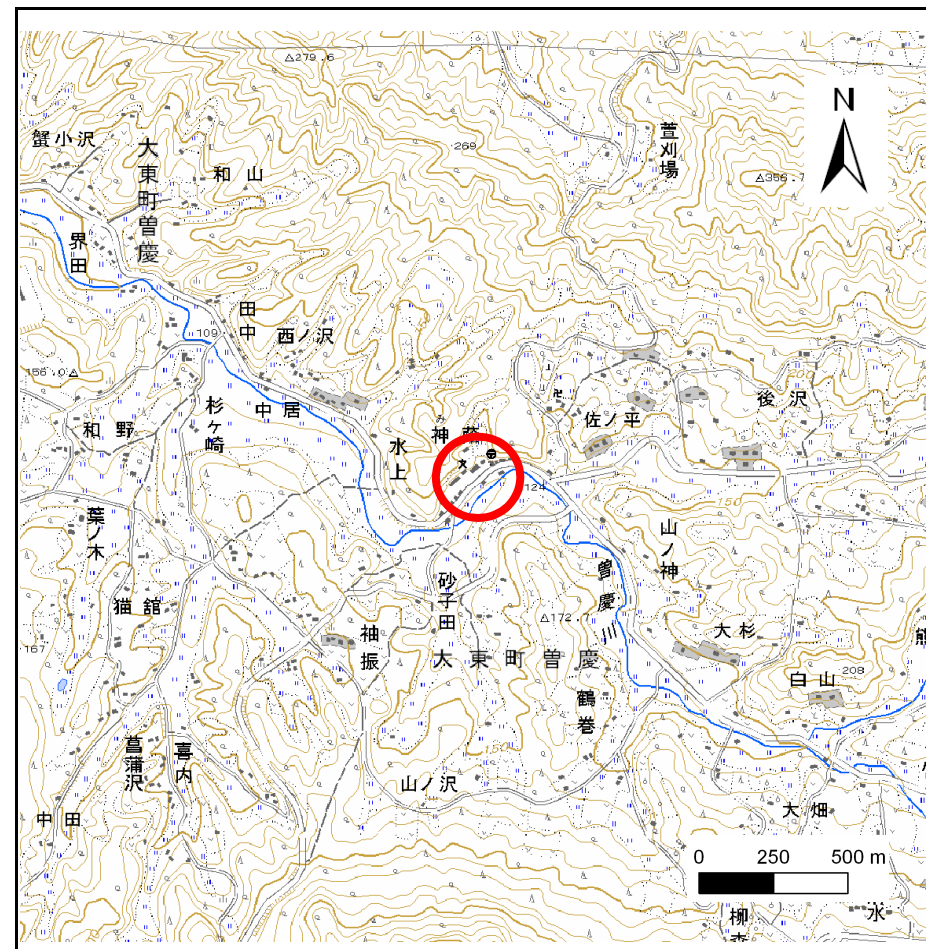 279.6
蟹小沢
大東町曽慶
和山
269
萱刈場
N
356.7
界田
田中
109
西ノ沢
156.0
後沢
中居
杉ヶ崎
和野
み
神
水上
佐ノ平
124
150
葉ノ木
山ノ神
曽慶川
砂子田
猫舘
172.7
大杉
袖振
大東町曽慶
167
208
白山
鶴巻
菖蒲沢
喜内
山ノ沢
中田
大畑
0 250 500 m
柳
水